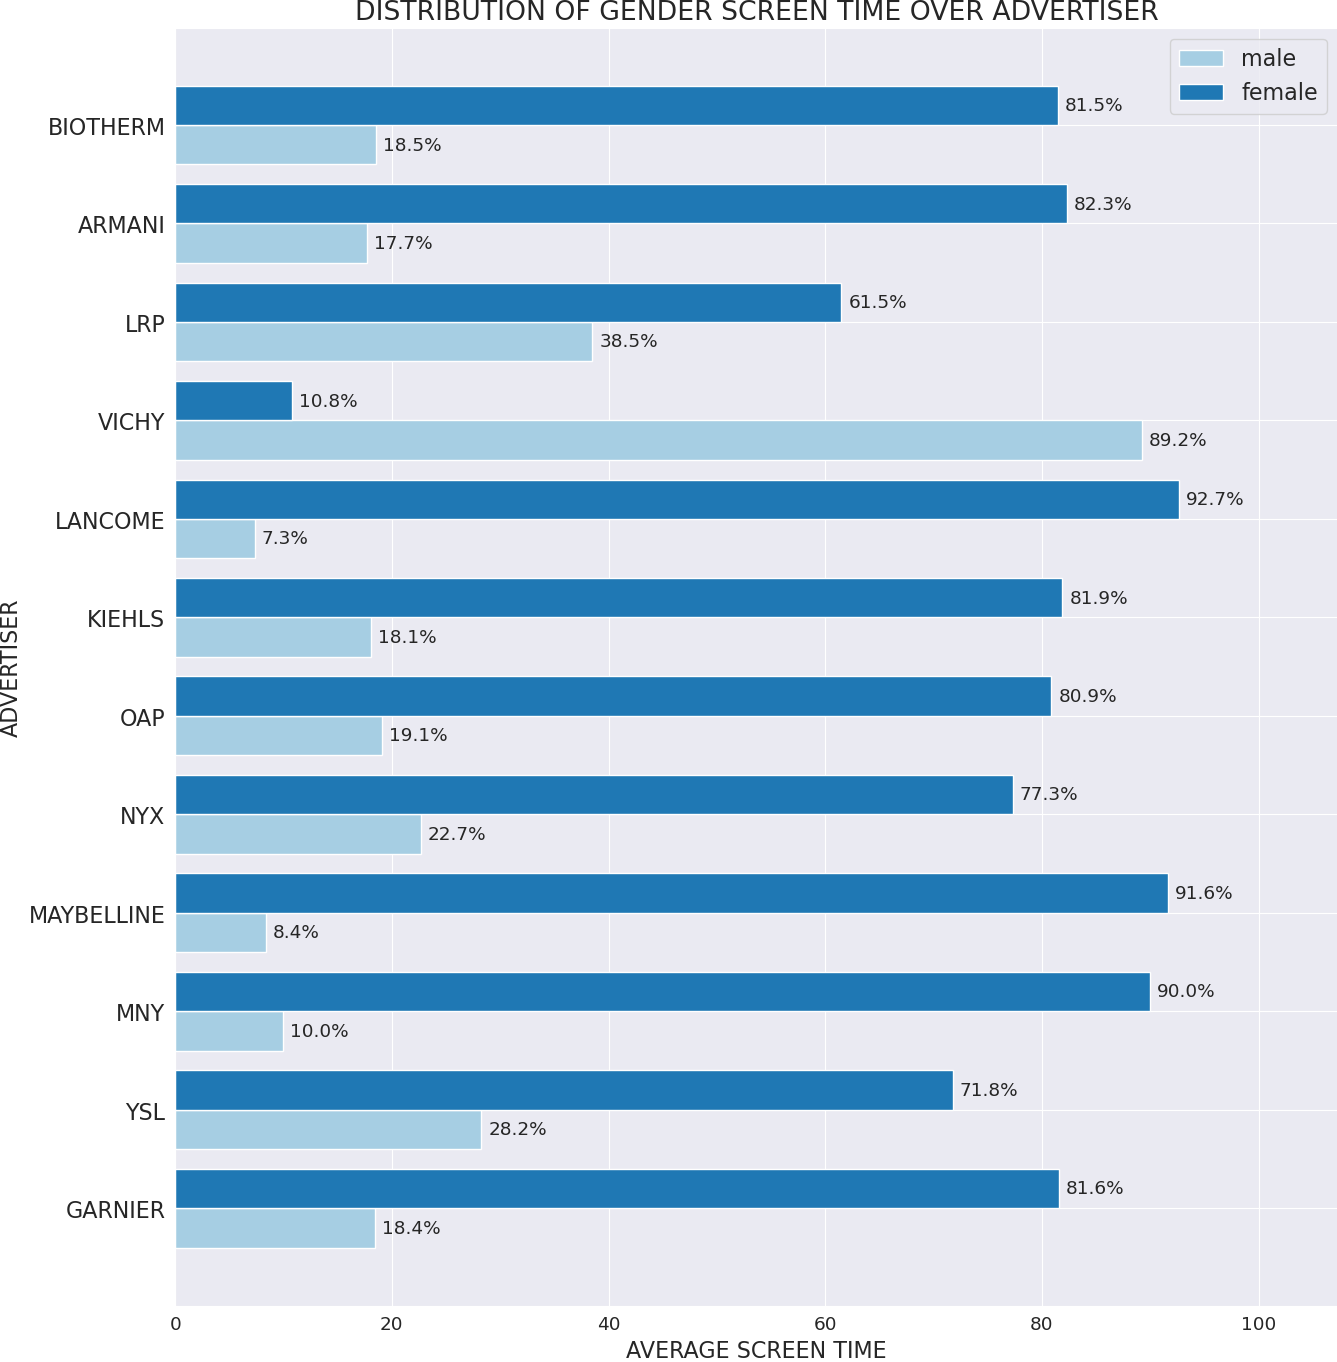 DISTRIBUTION OF GENDER SCREEN TIME OVER ADVERTISER
male
female
BIOTHERM
81.5%
18.5%
ARMANI
82.3%
17.7%
LRP
61.5%
38.5%
VICHY
10.8%
89.2%
LANCOME
92.7%
7.3%
KIEHLS
81.9%
18.1%
OAP
80.9%
19.1%
NYX
77.3%
22.7%
MAYBELLINE
91.6%
8.4%
MNY
90.0%
10.0%
YSL
71.8%
28.2%
GARNIER
81.6%
18.4%
ADVERTISER
0 20 40 60 80 100
AVERAGE SCREEN TIME